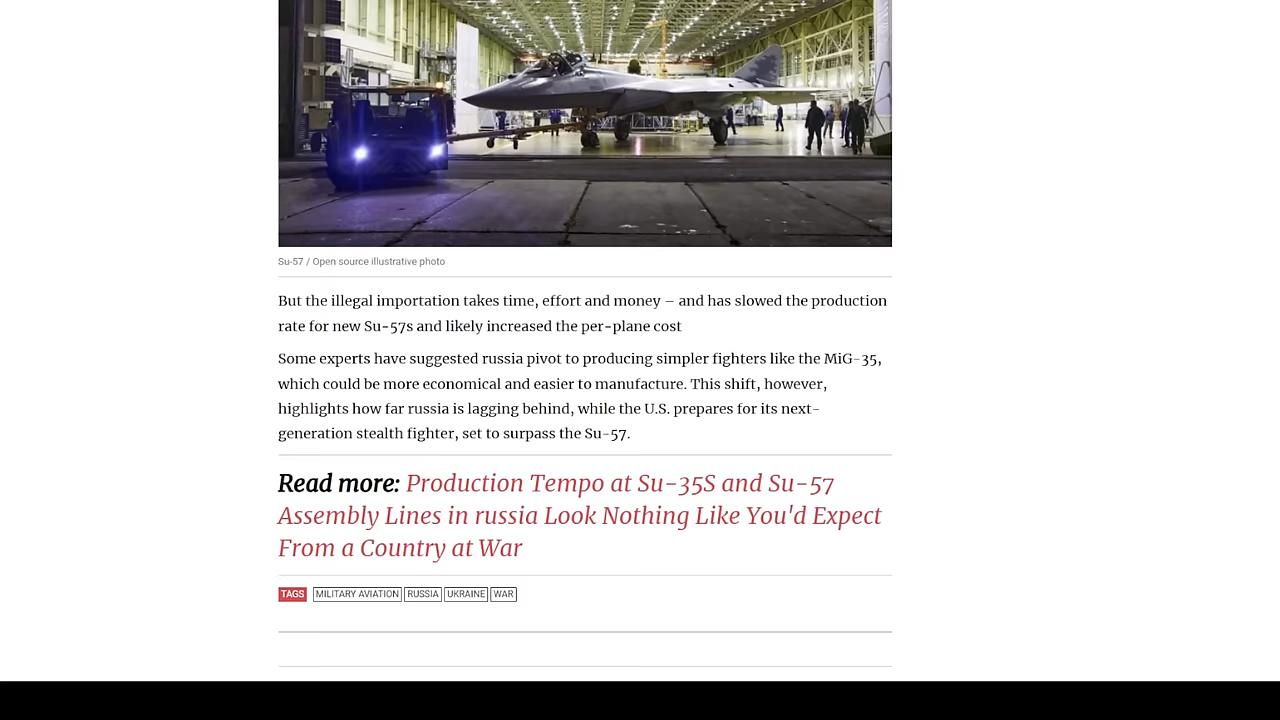 Su-57 / Open source illustrative photo
But the illegal importation takes time, effort and money – and has slowed the production
rate for new Su-57s and likely increased the per-plane cost
Some experts have suggested russia pivot to producing simpler fighters like the MiG-35,
which could be more economical and easier to manufacture. This shift, however,
highlights how far russia is lagging behind, while the U.S. prepares for its next-
generation stealth fighter, set to surpass the Su-57.
Read more: Production Tempo at Su-35S and Su-57
Assembly Lines in russia Look Nothing Like You'd Expect
From a Country at War
TAGS MILITARY AVIATION RUSSIA UKRAINE WAR